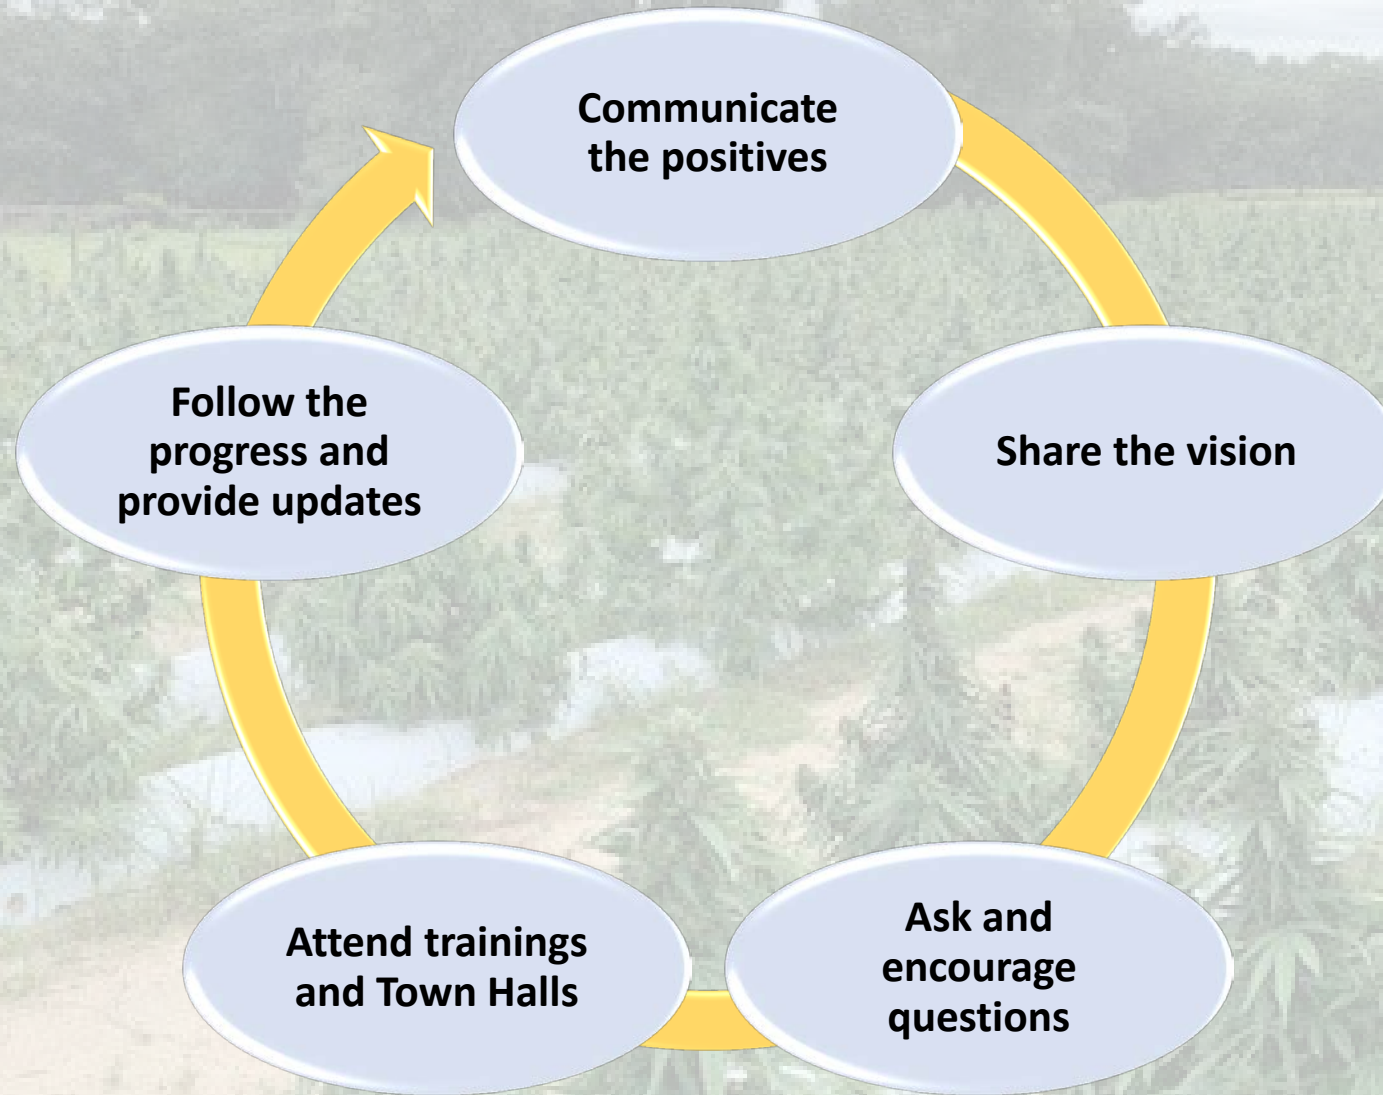 Communicate
the positives
Share the vision
Ask and
encourage
questions
Attend trainings
and Town Halls
Follow the
progress and
provide updates